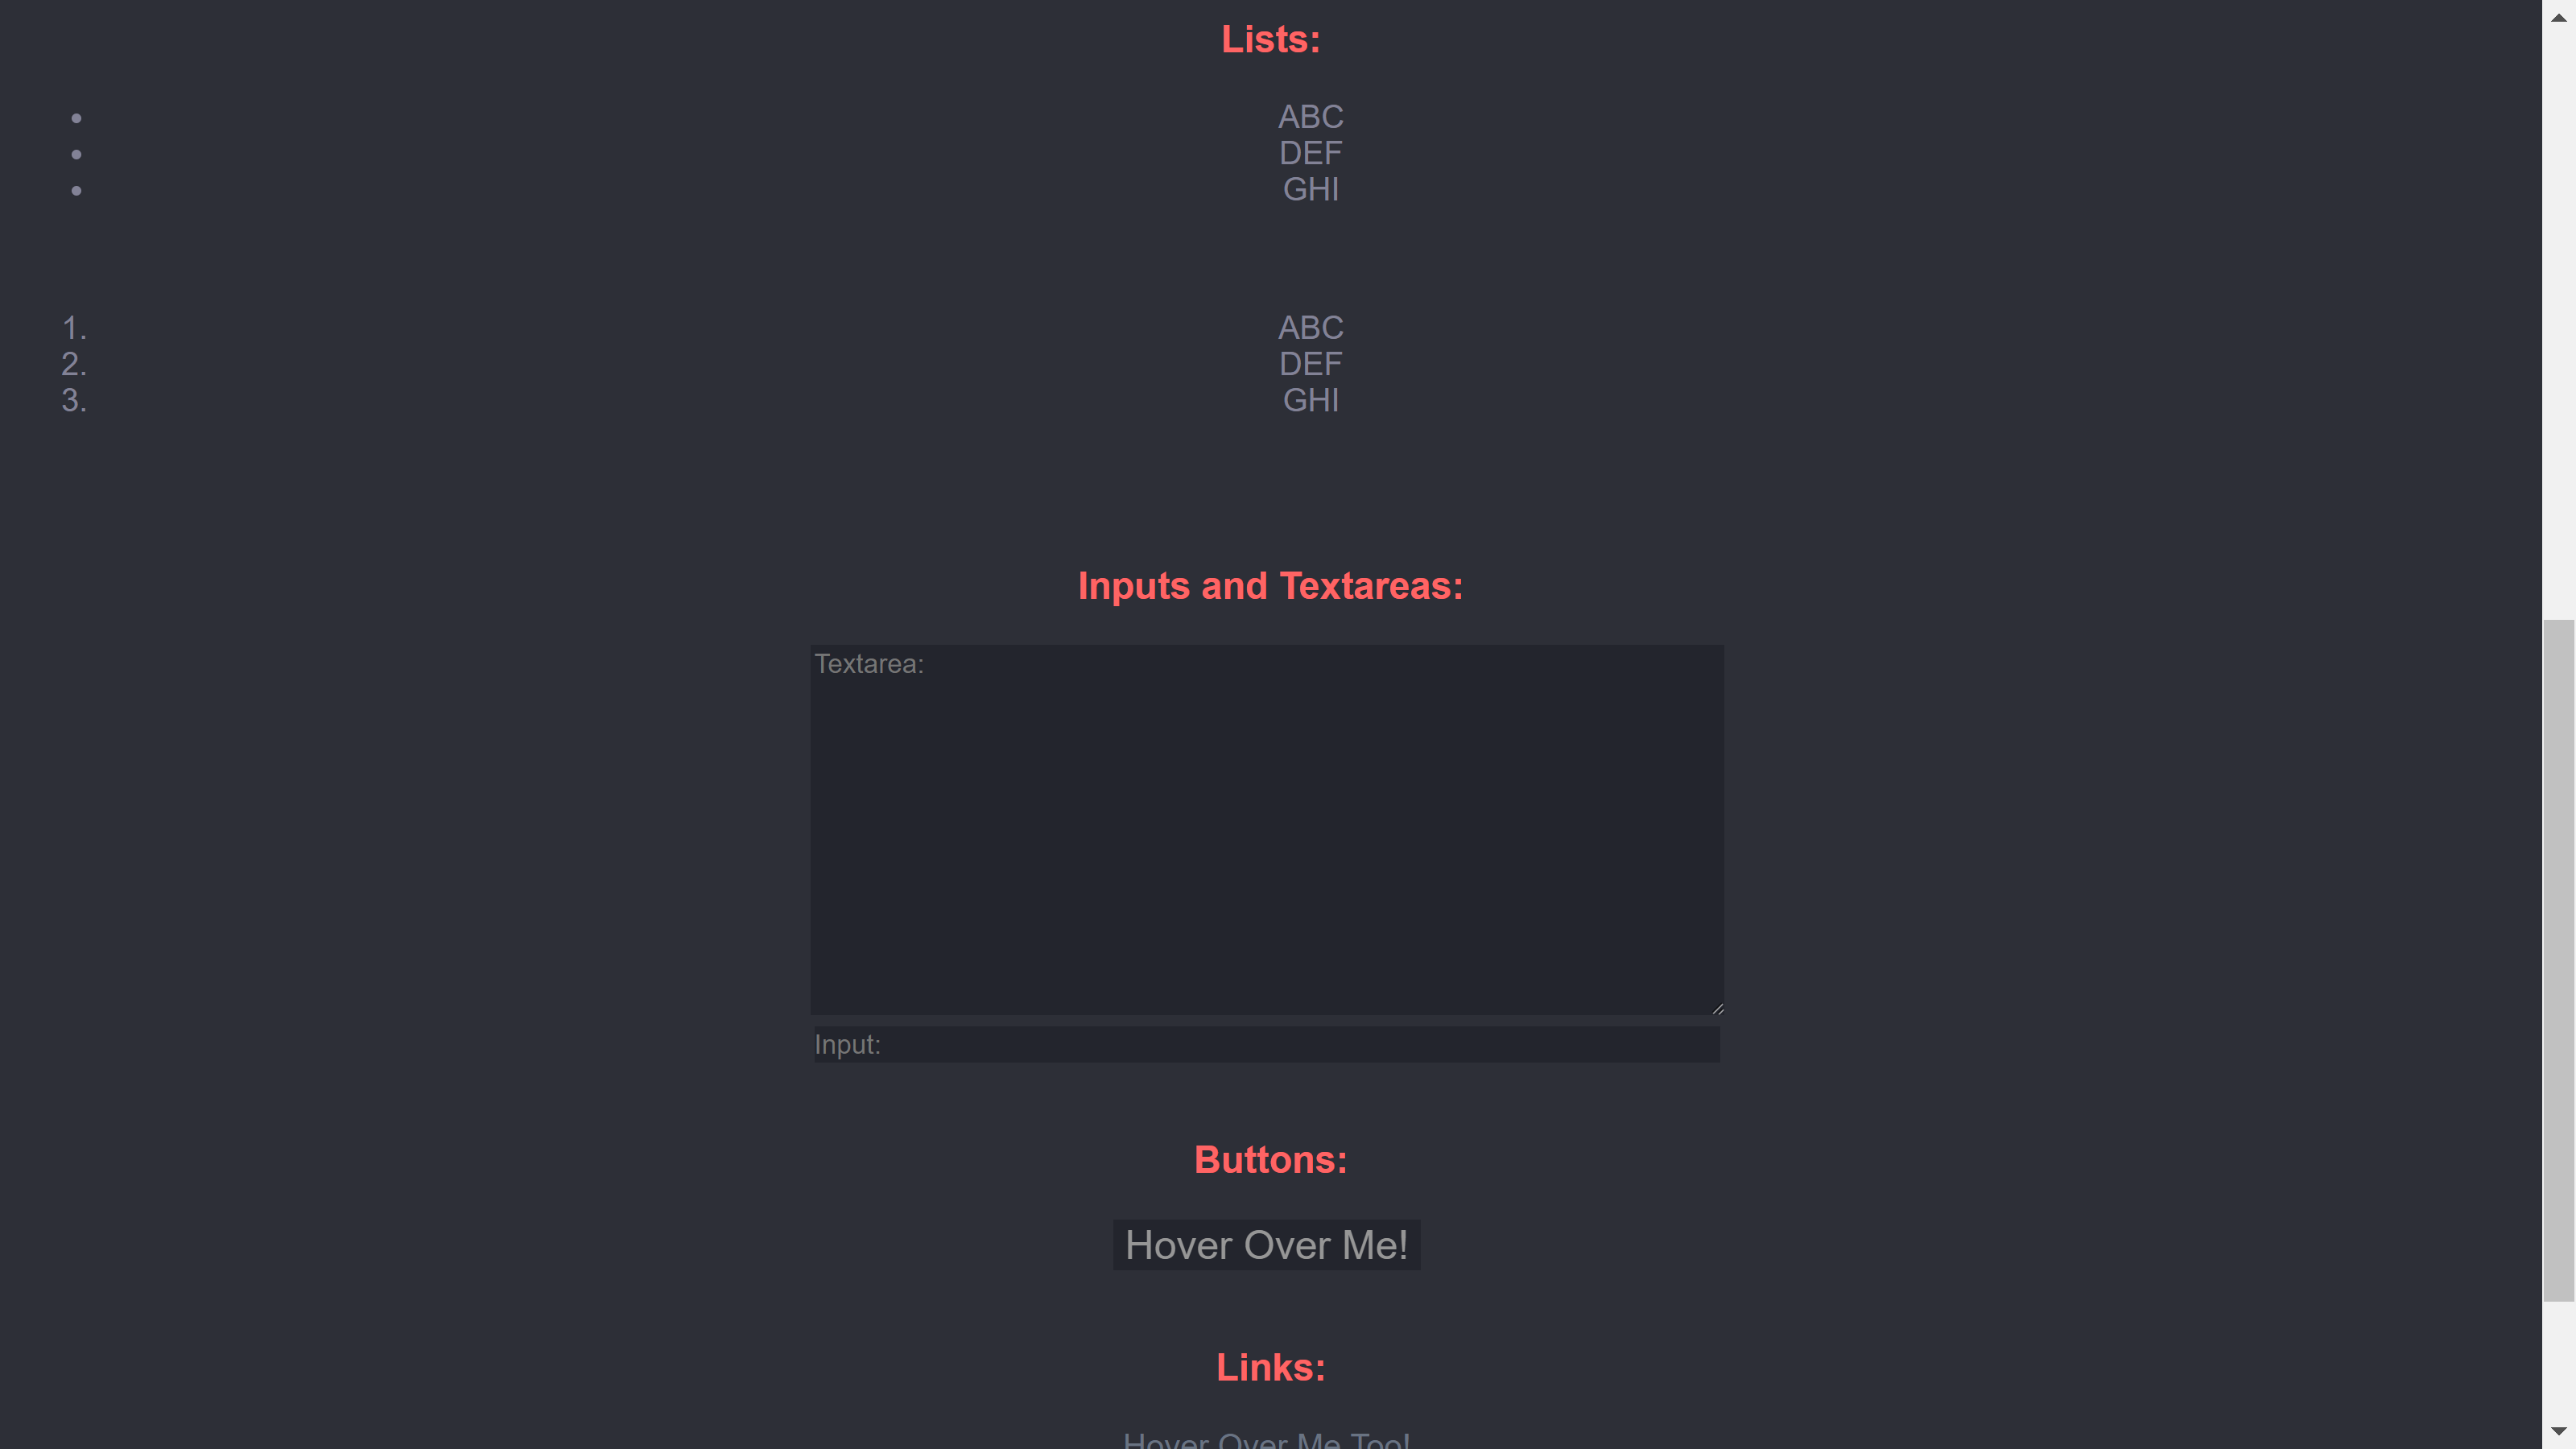 Lists:
• ABC
• DEF
• GHI
1. ABC
2. DEF
3. GHI
Inputs and Textareas:
Textarea:
Input:
Buttons:
Hover Over Me!
Links:
Hover Over Me Too!